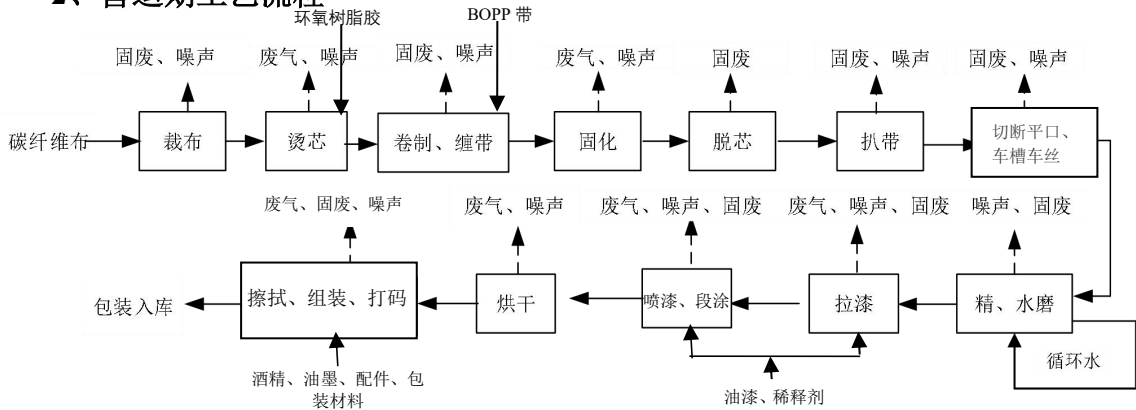 环氧树脂胶
BOPP 带
固废、噪声
废气、噪声
固废、噪声
废气、噪声
固废
固废、噪声
固废、噪声
碳纤维布
裁布
烫芯
卷制、缠带
固化
脱芯
扒带
切断平口、
车槽车丝
废气、固废、噪声
废气、噪声
废气、噪声、固废
废气、噪声、固废
噪声、固废
包装入库
擦拭、组装、打码
烘干
喷漆、段涂
拉漆
精、水磨
循环水
酒精、油墨、配件、包
装材料
油漆、稀释剂